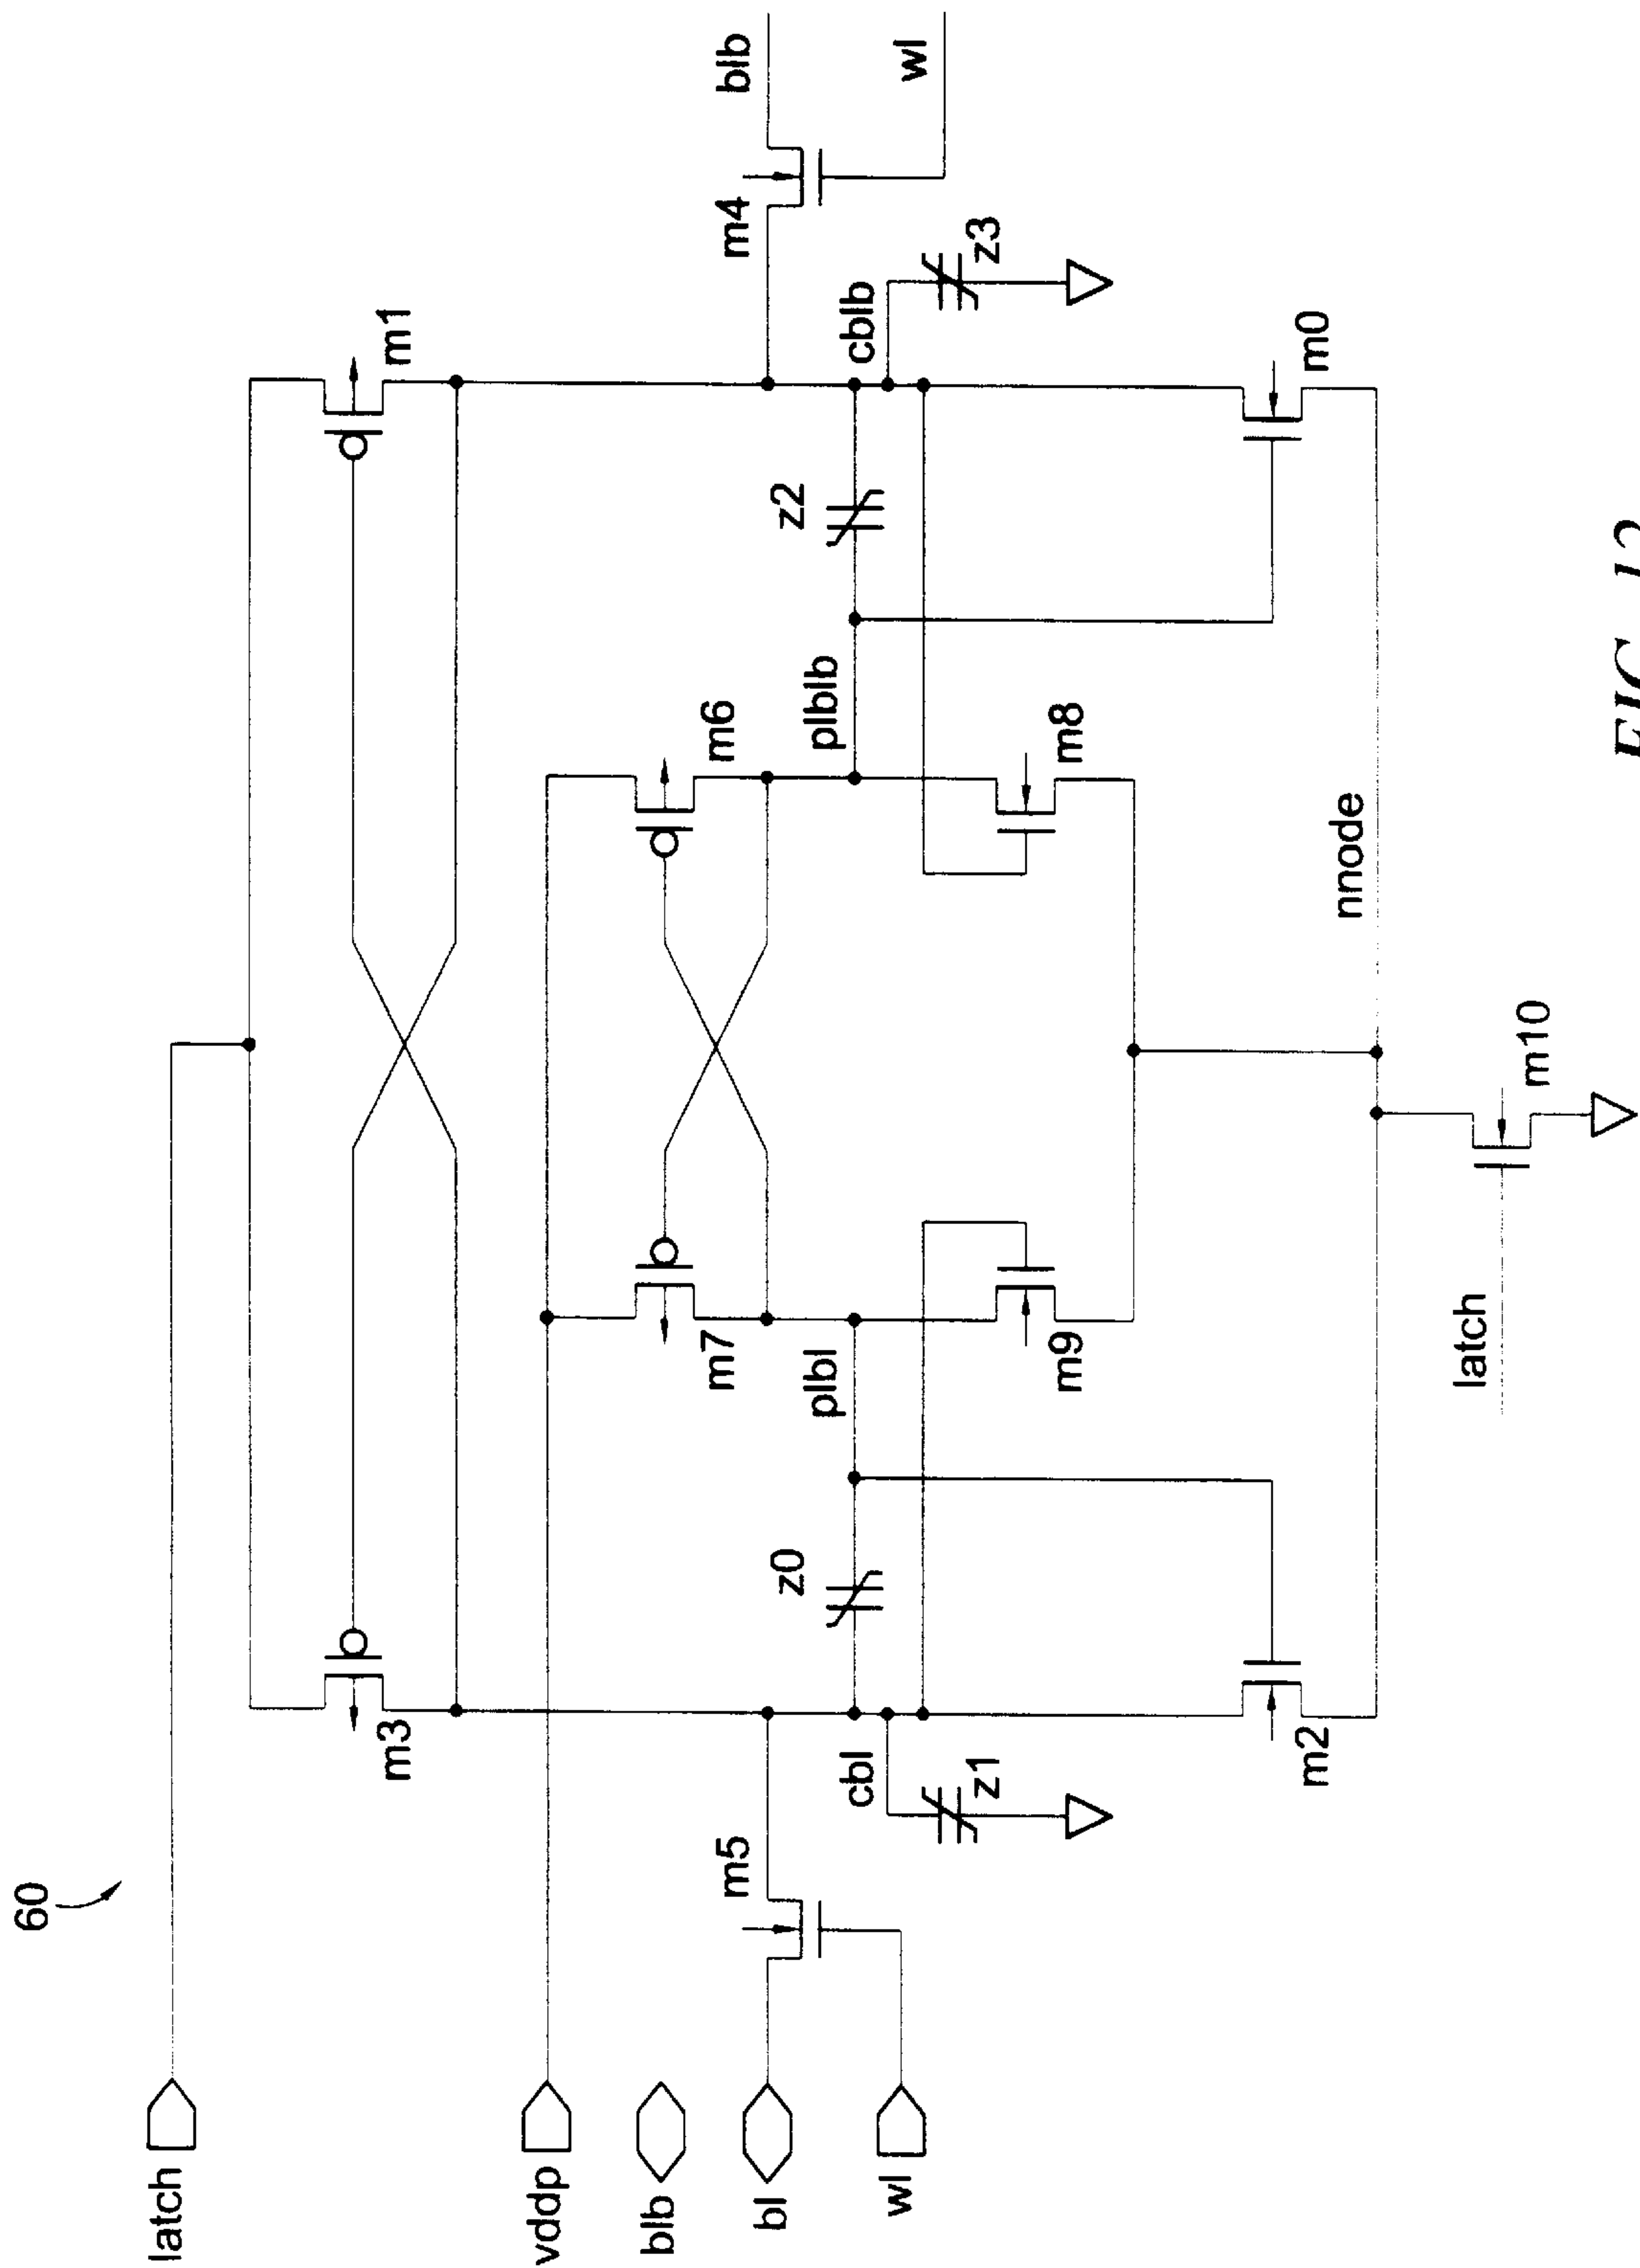 60
latch
vddp
blb
bl
wl
m3
m1
m7
m6
m5
m4
blb
wl
cbl
z0
plbl
plblb
z2
cblb
z1
z3
m9
m8
m2
m0
nnode
latch
m10
FIG. 12